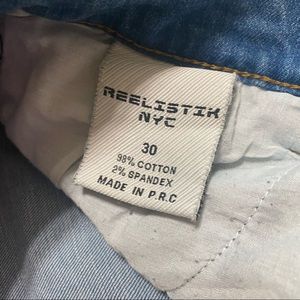 REELISTIK
NYC
30
98% COTTON
2% SPANDEX
MADE IN P.R.C